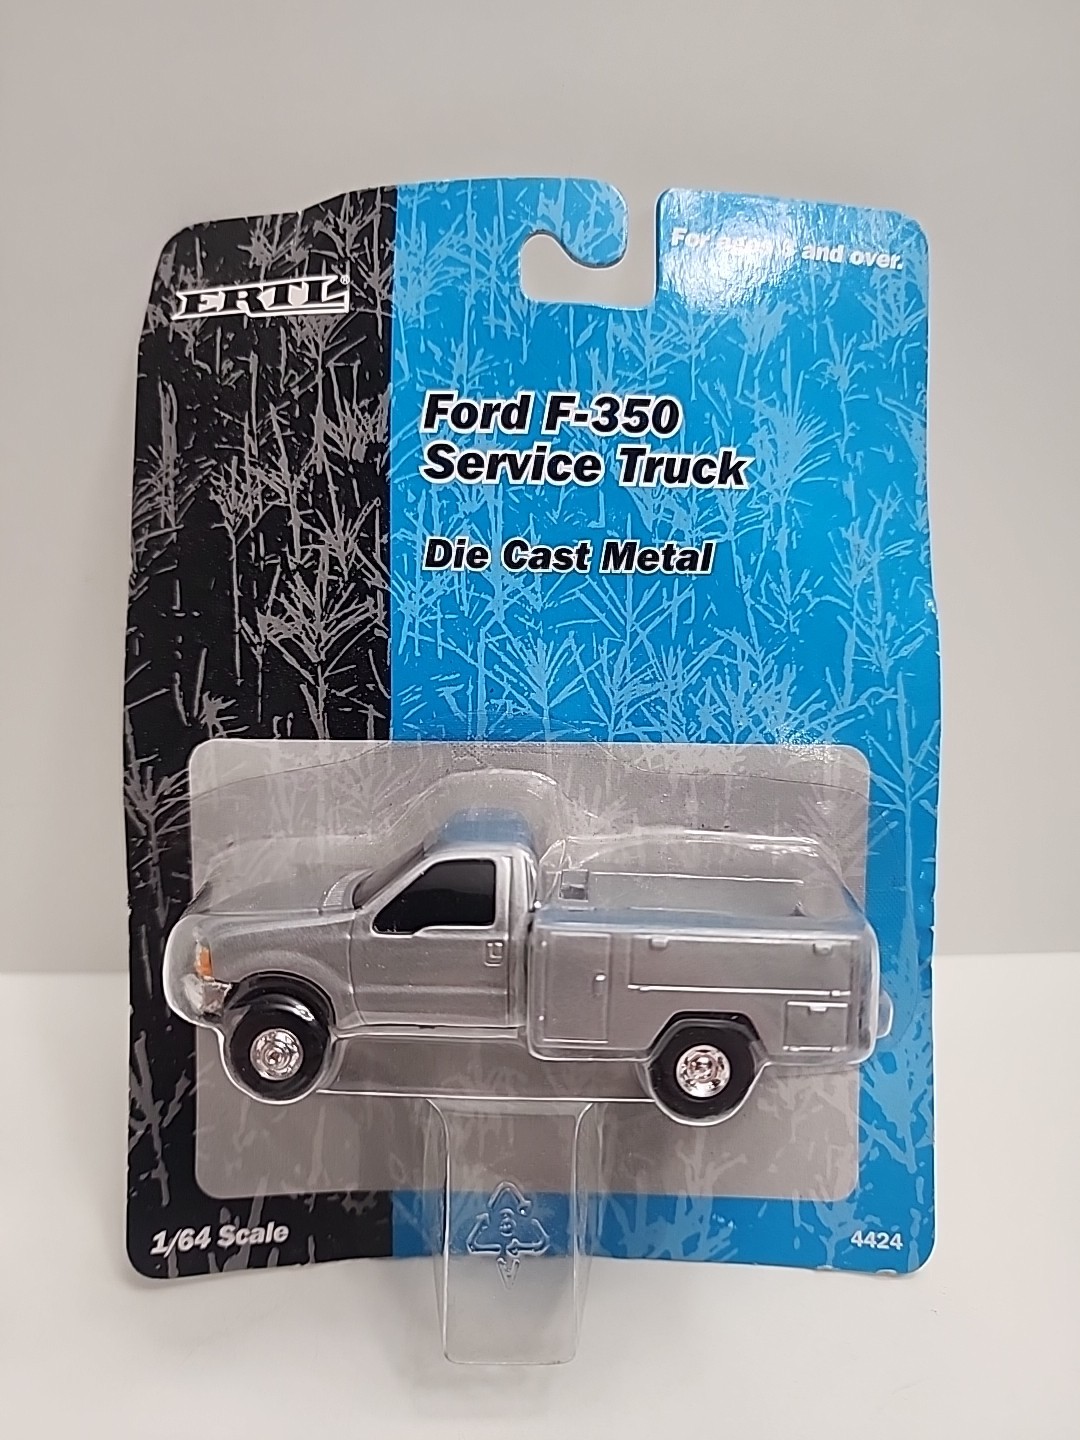 For ages and over.
ERTL®
Ford F-350
Service Truck
Die Cast Metal
1/64 Scale
4424